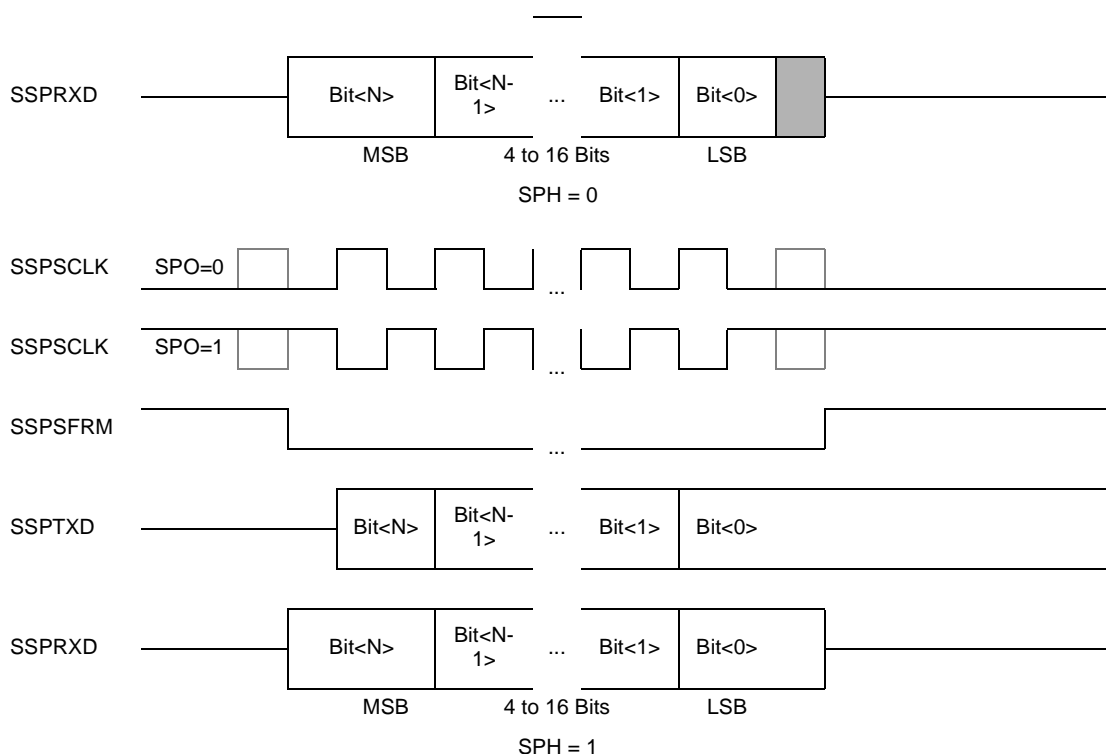 SSPRXD Bit<N> Bit<N-1> ... Bit<1> Bit<0>
MSB 4 to 16 Bits LSB
SPH = 0
SSPSCLK SPO=0 ...
SSPSCLK SPO=1 ...
SSPSFRM ...
SSPTXD Bit<N> Bit<N-1> ... Bit<1> Bit<0>
SSPRXD Bit<N> Bit<N-1> ... Bit<1> Bit<0>
MSB 4 to 16 Bits LSB
SPH = 1